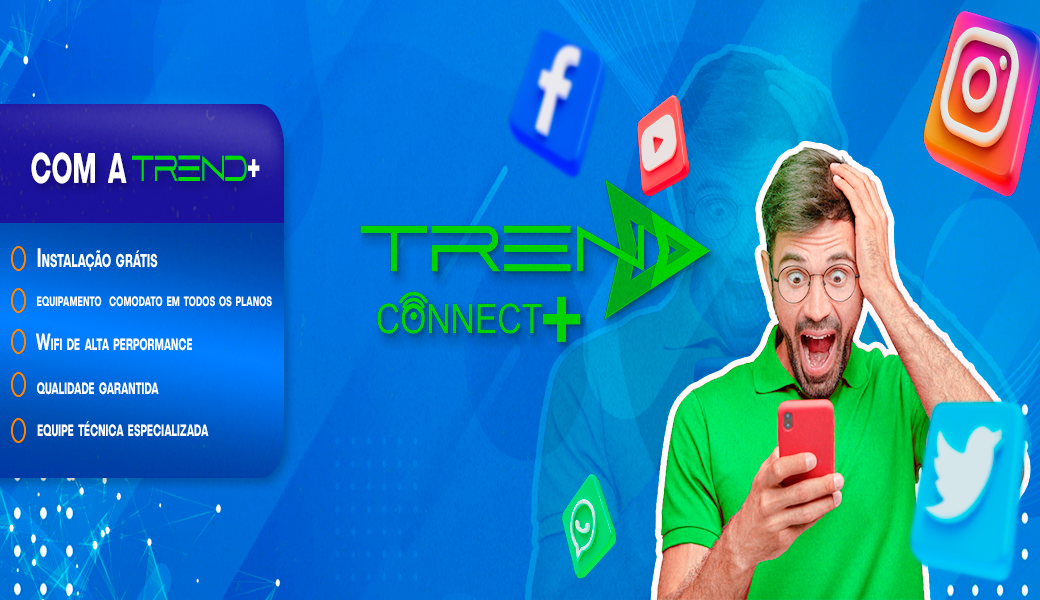 COM A TREND+
INSTALAÇÃO GRÁTIS
EQUIPAMENTO COMODATO EM TODOS OS PLANOS
WIFI DE ALTA PERPORMANCE
QUALIDADE GARANTIDA
EQUIPE TÉCNICA ESPECIALIZADA
TREND
CONNECT+